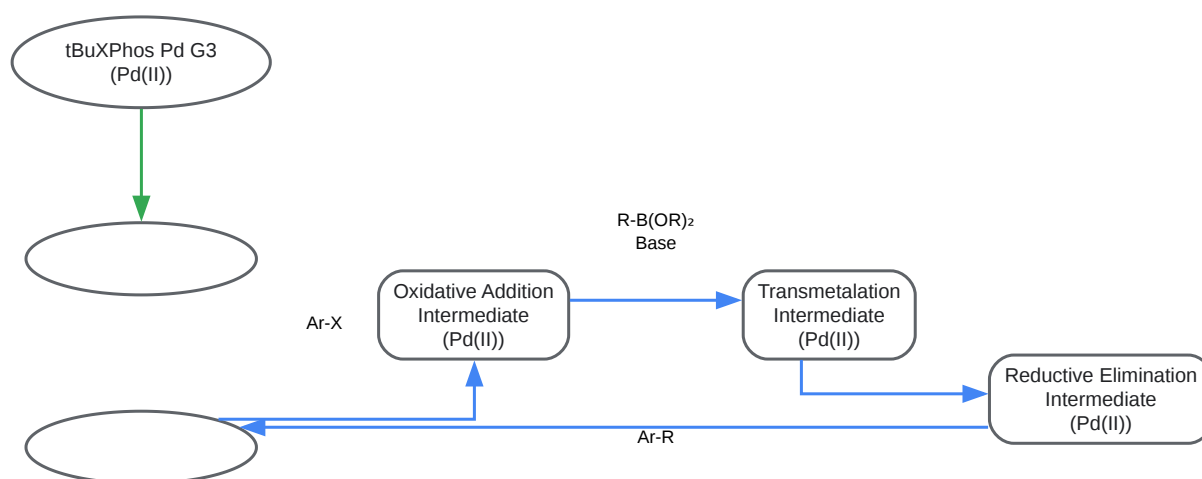 tBuXPhos Pd G3
(Pd(II))
R-B(OR)₂
Base
Ar-X
Oxidative Addition
Intermediate
(Pd(II))
Transmetalation
Intermediate
(Pd(II))
Reductive Elimination
Intermediate
(Pd(II))
Ar-R